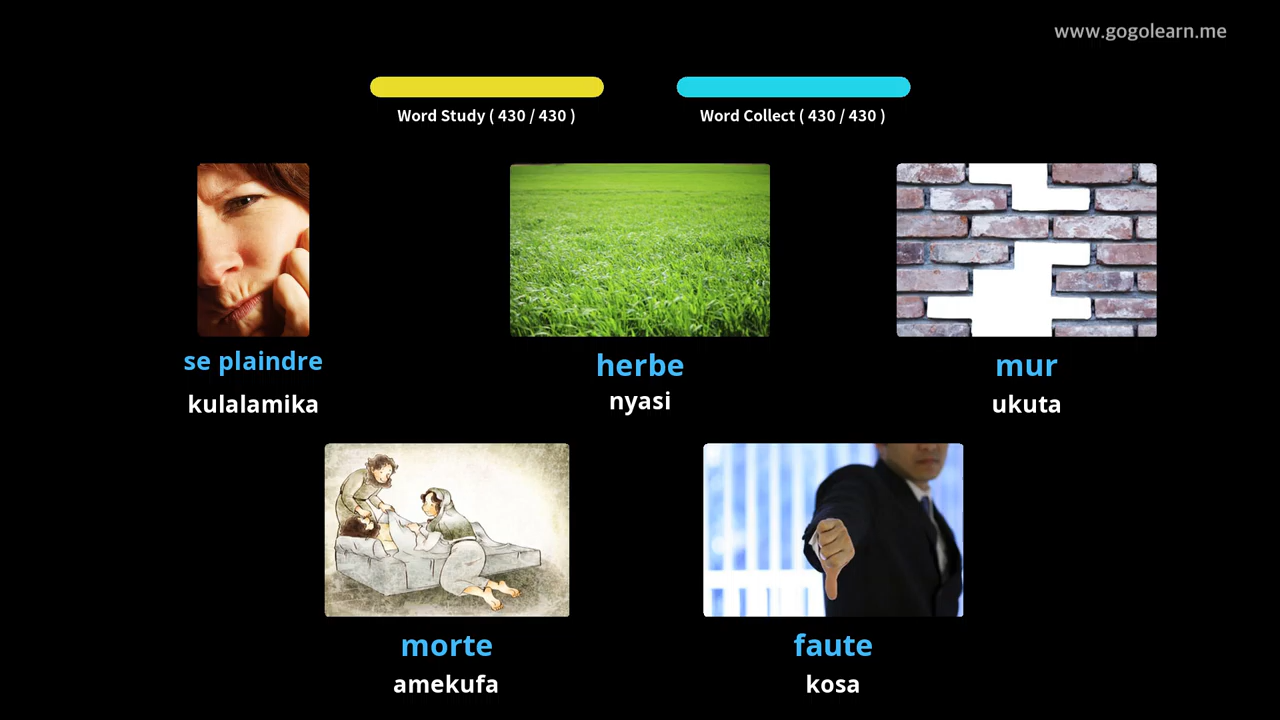 www.gogolearn.me
Word Study ( 430 / 430 )
Word Collect ( 430 / 430 )
se plaindre
kulalamika
herbe
nyasi
mur
ukuta
morte
amekufa
faute
kosa